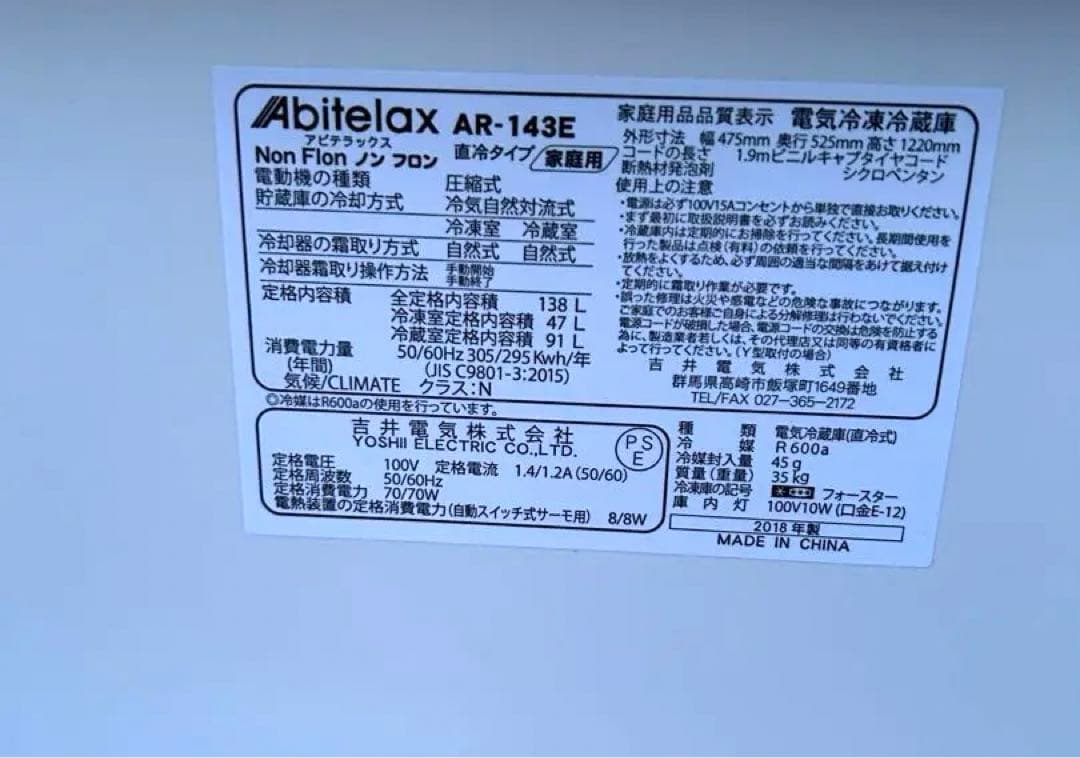 Abitelax AR-143E
アビテラックス
Non Flon ノン フロン 直冷タイプ 家庭用
電動機の種類 圧縮式
貯蔵庫の冷却方式 冷気自然対流式
冷凍室 冷蔵室
冷却器の霜取り方式 自然式 自然式
冷却器霜取り操作方法 手動開始
手動終了
定格内容積 全定格内容積 138 L
冷凍室定格内容積 47 L
冷蔵室定格内容積 91 L
消費電力量 50/60Hz 305/295Kwh/年
(年間) (JIS C9801-3:2015)
気候/CLIMATE クラス:N
◎冷媒はR600aの使用を行っています。
家庭用品品質表示 電気冷凍冷蔵庫
外形寸法 幅 475mm 奥行 525mm 高さ 1220mm
コードの長さ 1.9mビニルキャブタイヤコード
断熱材発泡剤 シクロペンタン
使用上の注意
・電源は必ず100V15Aコンセントから単独で直接お取りください。
・まず最初に取扱説明書を必ずお読みください。
・冷蔵庫内は定期的にお掃除を行ってください。長期間使用を
行った製品は点検(有料)の依頼を行ってください。
・放熱をよくするため、必ず周囲の適当な間隔をあけて据え付け
てください。
・定期的に霜取り作業が必要です。
・誤った修理は火災や感電などの危険な事故につながります。
ご家庭でのお客様ご自身による分解修理は行わないでください。
電源コードが破損した場合、電源コードの交換は危険を防止する
為に、製造業者若しくは、その代理店又は同等の有資格者に
よって行ってください。(Y型取付の場合)
吉井電気株式会社
群馬県高崎市飯塚町1649番地
TEL/FAX 027-365-2172
吉井電気株式会社
YOSHII ELECTRIC CO.,LTD.
PS
E
定格電圧 100V 定格電流 1.4/1.2A(50/60)
定格周波数 50/60Hz
定格消費電力 70/70W
電熱装置の定格消費電力(自動スイッチ式サーモ用) 8/8W
種類 電気冷蔵庫(直冷式)
冷媒 R600a
冷媒封入量 45g
質量(重量) 35kg
冷凍庫の記号 フォースター
庫内灯 100V10W(口金E-12)
2018年製
MADE IN CHINA